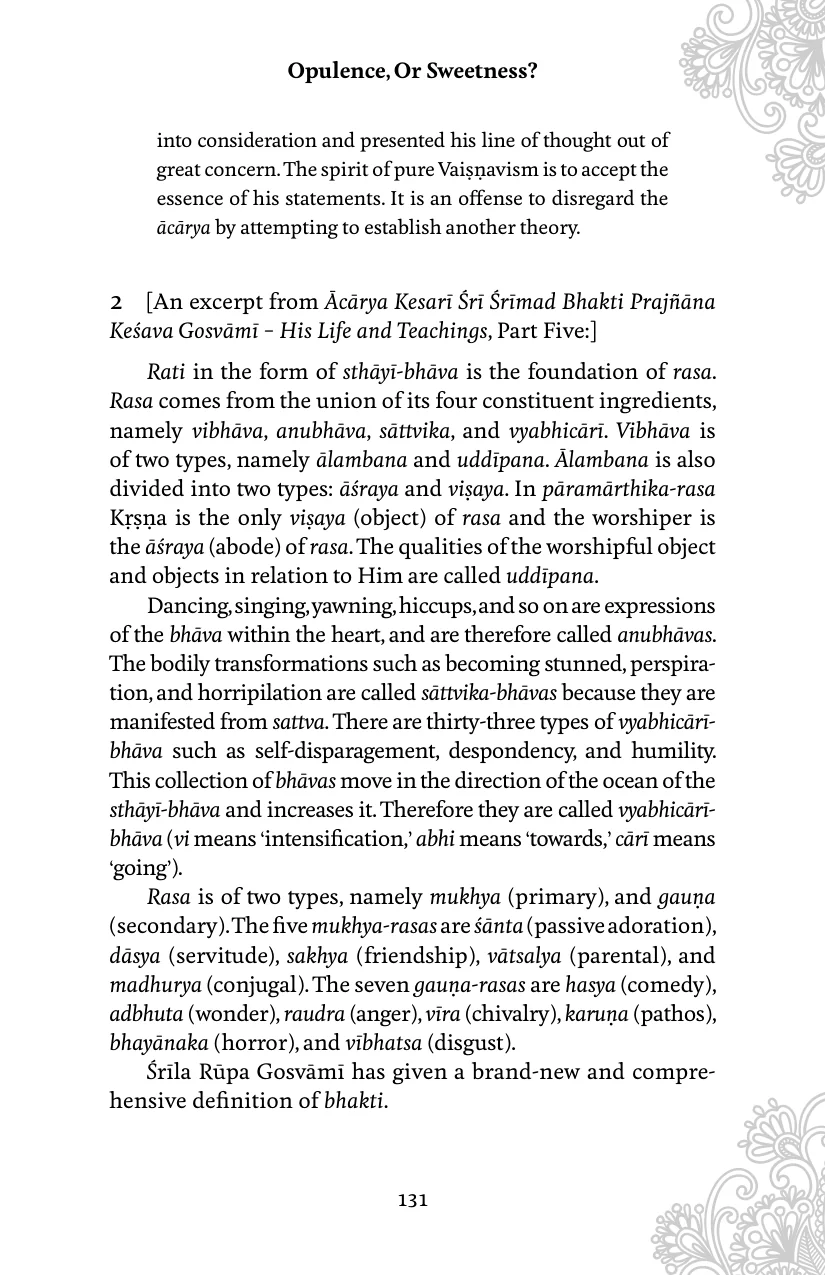 Opulence, Or Sweetness?
into consideration and presented his line of thought out of
great concern. The spirit of pure Vaiṣṇavism is to accept the
essence of his statements. It is an offense to disregard the
ācārya by attempting to establish another theory.
2 [An excerpt from Ācārya Kesarī Śrī Śrīmad Bhakti Prajñāna
Keśava Gosvāmī – His Life and Teachings, Part Five:]
Rati in the form of sthāyī-bhāva is the foundation of rasa.
Rasa comes from the union of its four constituent ingredients,
namely vibhāva, anubhāva, sāttvika, and vyabhicārī. Vibhāva is
of two types, namely ālambana and uddīpana. Ālambana is also
divided into two types: āśraya and viṣaya. In pāramārthika-rasa
Kṛṣṇa is the only viṣaya (object) of rasa and the worshiper is
the āśraya (abode) of rasa. The qualities of the worshipful object
and objects in relation to Him are called uddīpana.
Dancing, singing, yawning, hiccups, and so on are expressions
of the bhāva within the heart, and are therefore called anubhāvas.
The bodily transformations such as becoming stunned, perspira-
tion, and horripilation are called sāttvika-bhāvas because they are
manifested from sattva. There are thirty-three types of vyabhicārī-
bhāva such as self-disparagement, despondency, and humility.
This collection of bhāvas move in the direction of the ocean of the
sthāyī-bhāva and increases it. Therefore they are called vyabhicārī-
bhāva (vi means ‘intensification,’ abhi means ‘towards,’ cārī means
‘going’).
Rasa is of two types, namely mukhya (primary), and gauṇa
(secondary). The five mukhya-rasas are śānta (passive adoration),
dāsya (servitude), sakhya (friendship), vātsalya (parental), and
madhurya (conjugal). The seven gauṇa-rasas are hasya (comedy),
adbhuta (wonder), raudra (anger), vīra (chivalry), karuṇa (pathos),
bhayānaka (horror), and vībhatsa (disgust).
Śrīla Rūpa Gosvāmī has given a brand-new and compre-
hensive definition of bhakti.
131